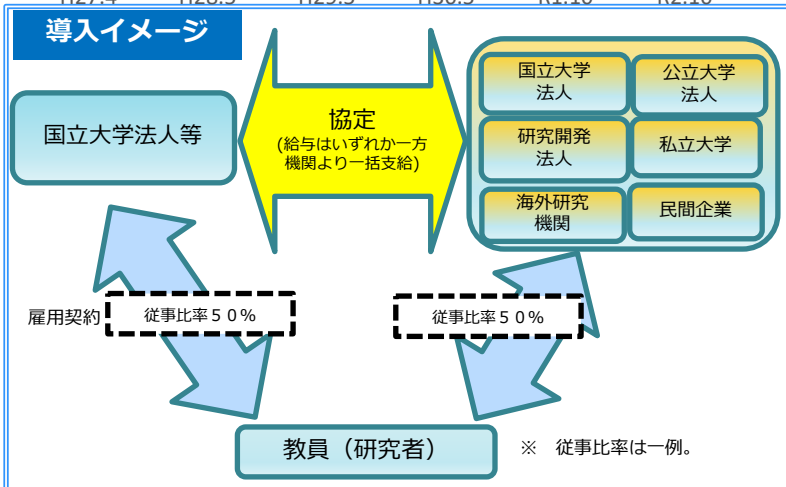 導入イメージ
国立大学法人等
協定
(給与はいずれか一方
機関より一括支給)
国立大学
法人
公立大学
法人
研究開発
法人
私立大学
海外研究
機関
民間企業
雇用契約
従事比率５０%
従事比率５０%
教員（研究者）
※　従事比率は一例。